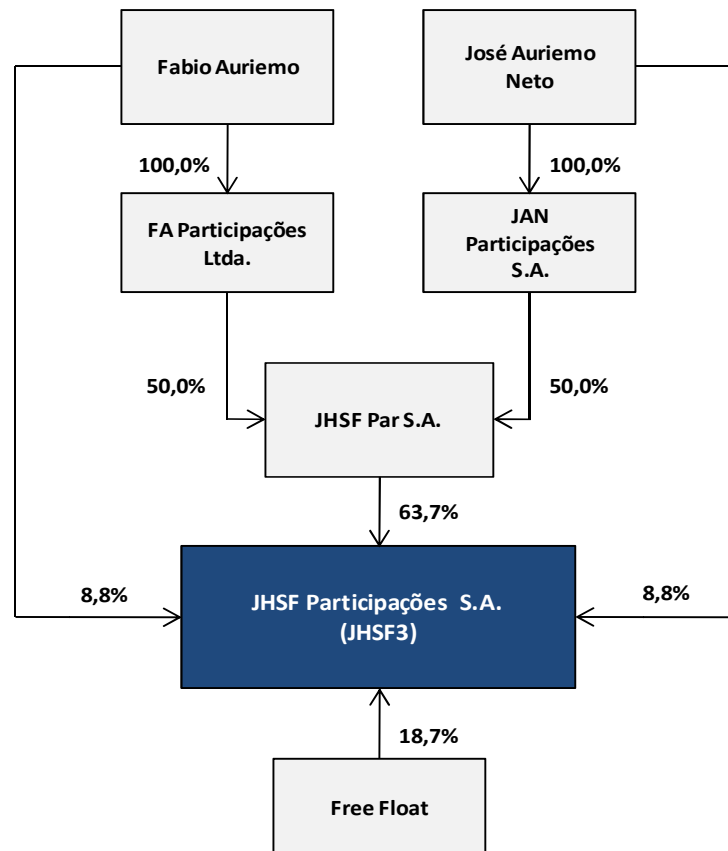 Fabio Auriemo
José Auriemo
Neto
100,0%
100,0%
FA Participações
Ltda.
JAN
Participações
S.A.
50,0%
50,0%
JHSF Par S.A.
63,7%
8,8%
JHSF Participações S.A.
(JHSF3)
8,8%
18,7%
Free Float